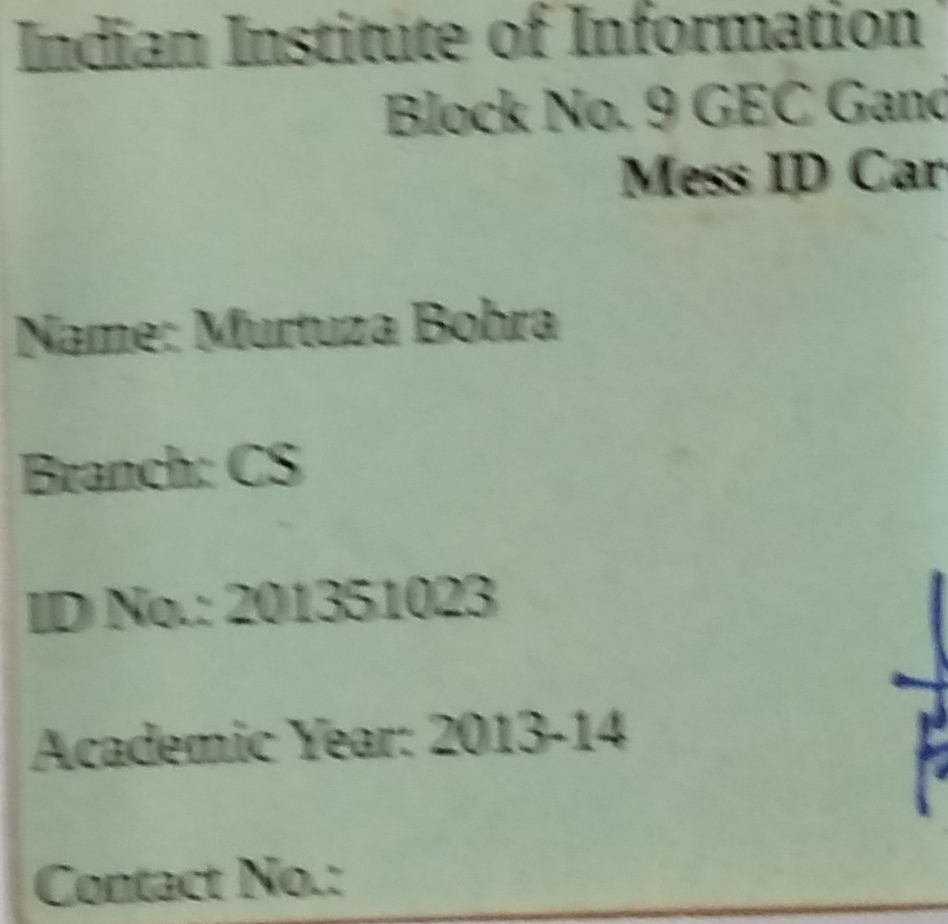 Indian Institute of Information
Block No. 9 GEC Gand
Mess ID Car
Name: Murtuza Bohra
Branch: CS
ID No.: 201351023
Academic Year: 2013-14
Contact No.: